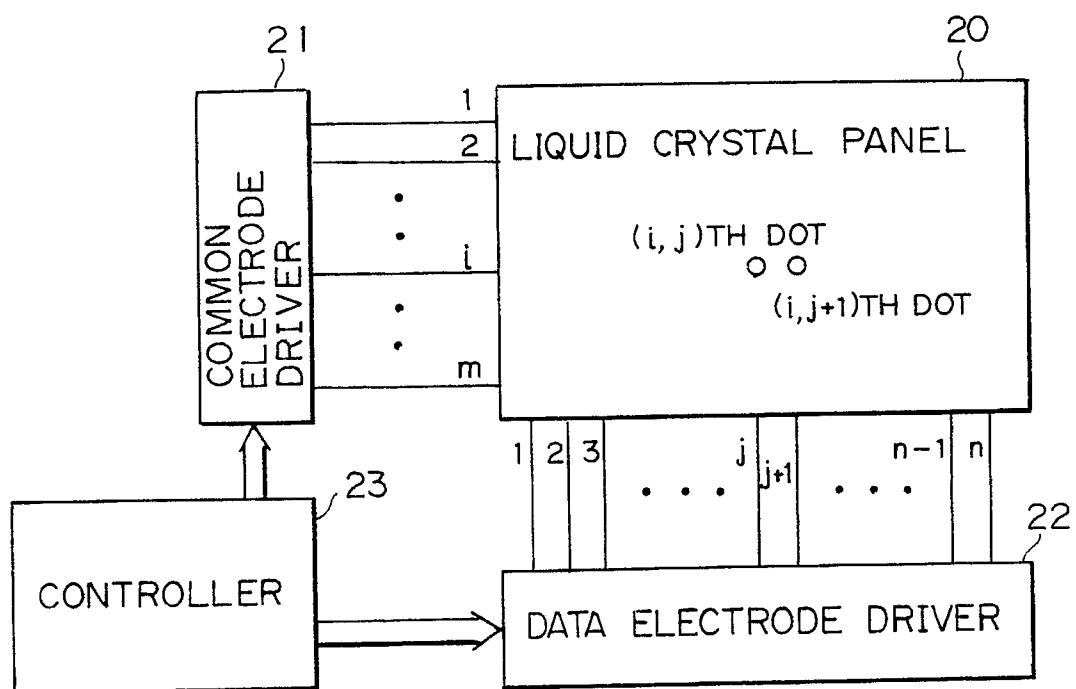 21
20
COMMON
ELECTRODE
DRIVER
1
2
i
m
LIQUID CRYSTAL PANEL
(i, j)TH DOT
(i, j+1)TH DOT
1 2 3 . . . j j+1 . . . n-1 n
23
CONTROLLER
22
DATA ELECTRODE DRIVER